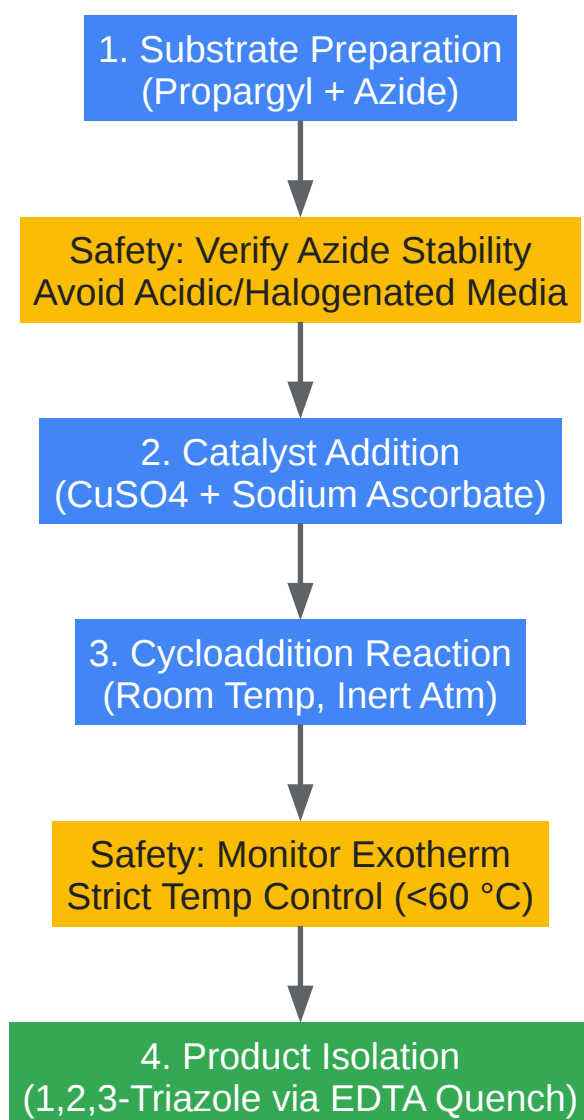 1. Substrate Preparation
(Propargyl + Azide)
Safety: Verify Azide Stability
Avoid Acidic/Halogenated Media
2. Catalyst Addition
(CuSO4 + Sodium Ascorbate)
3. Cycloaddition Reaction
(Room Temp, Inert Atm)
Safety: Monitor Exotherm
Strict Temp Control (<60 °C)
4. Product Isolation
(1,2,3-Triazole via EDTA Quench)